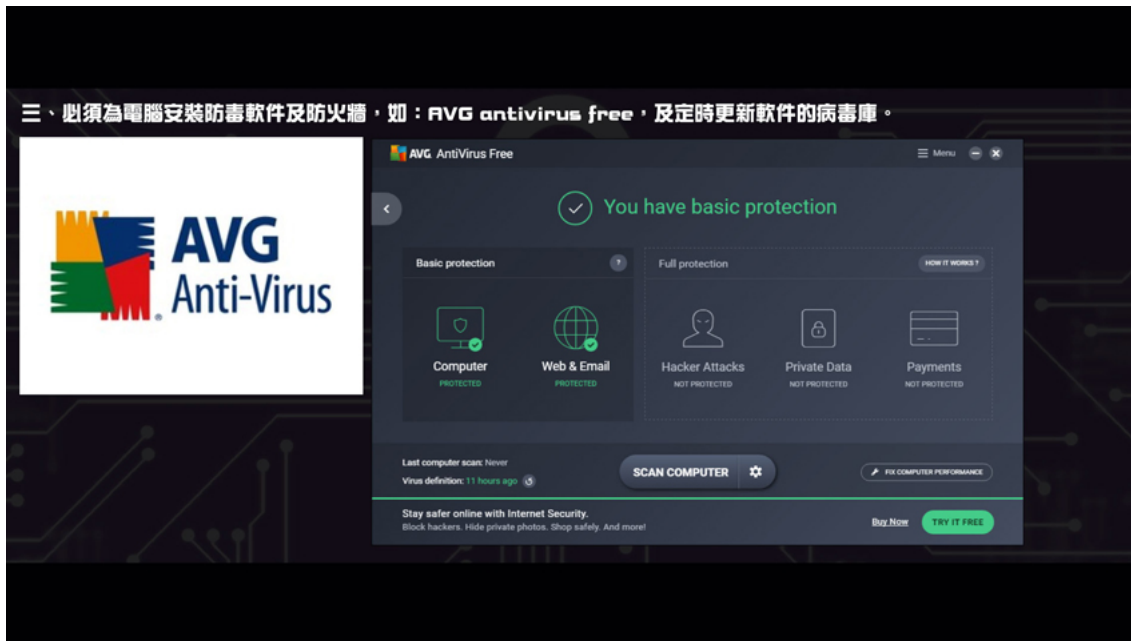 三、必須為電腦安裝防毒軟件及防火牆，如：AVG antivirus free，及定時更新軟件的病毒庫。
AVG
Anti-Virus
AVG AntiVirus Free
Menu
You have basic protection
Basic protection
?
Full protection
HOW IT WORKS ?
Computer
PROTECTED
Web & Email
PROTECTED
Hacker Attacks
NOT PROTECTED
Private Data
NOT PROTECTED
Payments
NOT PROTECTED
Last computer scan: Never
Virus definition: 11 hours ago
SCAN COMPUTER
FIX COMPUTER PERFORMANCE
Stay safer online with Internet Security.
Block hackers. Hide private photos. Shop safely. And more!
Buy Now
TRY IT FREE